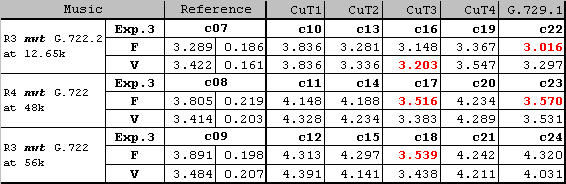 Music Reference CuT1 CuT2 CuT3 CuT4 G.729.1
R3 nwt G.722.2 at 12.65k Exp.3 c07 c10 c13 c16 c19 c22
F 3.289 0.186 3.836 3.281 3.148 3.367 3.016
V 3.422 0.161 3.836 3.336 3.203 3.547 3.297
R4 nwt G.722 at 48k Exp.3 c08 c11 c14 c17 c20 c23
F 3.805 0.219 4.148 4.188 3.516 4.234 3.570
V 3.414 0.203 4.328 4.234 3.383 4.289 3.531
R3 nwt G.722 at 56k Exp.3 c09 c12 c15 c18 c21 c24
F 3.891 0.198 4.313 4.297 3.539 4.242 4.320
V 3.484 0.207 4.391 4.141 3.438 4.211 4.031